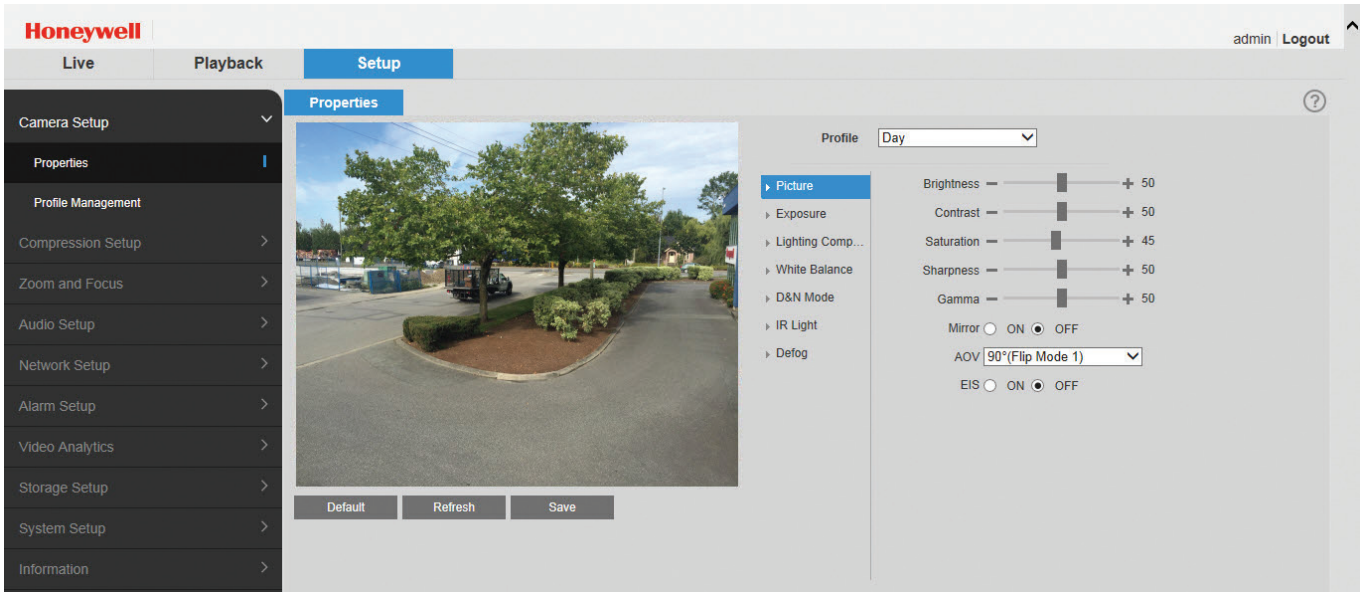 Honeywell
admin | Logout
Live Playback Setup
Camera Setup
Properties
Profile Management
Compression Setup
Zoom and Focus
Audio Setup
Network Setup
Alarm Setup
Video Analytics
Storage Setup
System Setup
Information
Properties
?
Default Refresh Save
Profile Day
Picture
Exposure
Lighting Comp...
White Balance
D&N Mode
IR Light
Defog
Brightness 50
Contrast 50
Saturation 45
Sharpness 50
Gamma 50
Mirror ON OFF
AOV 90°(Flip Mode 1)
EIS ON OFF